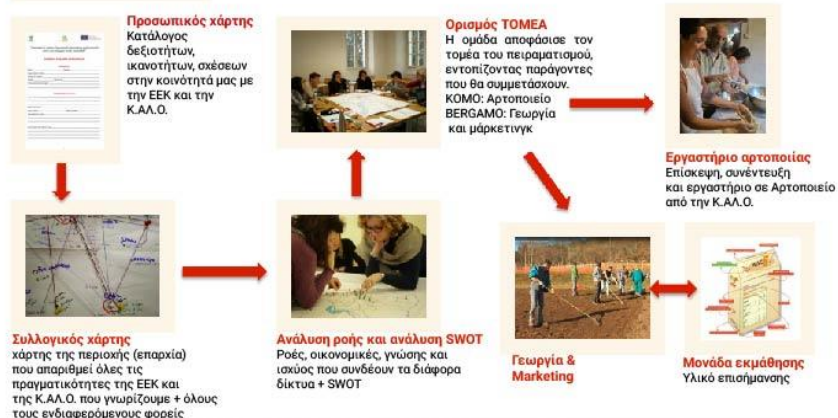 Προσωπικός χάρτης
Κατάλογος
δεξιοτήτων,
ικανοτήτων, σχέσεων
στην κοινότητά μας με
την ΕΕΚ και την
Κ.ΑΛ.Ο.
Ορισμός ΤΟΜΕΑ
Η ομάδα αποφάσισε τον
τομέα του πειραματισμού,
εντοπίζοντας παράγοντες
που θα συμμετάσχουν.
ΚΟΜΟ: Αρτοποιείο
BERGAMO: Γεωργία
και μάρκετινγκ
Εργαστήριο αρτοποιίας
Επίσκεψη, συνέντευξη
και εργαστήριο σε Αρτοποιείο
από την Κ.ΑΛ.Ο.
Συλλογικός χάρτης
χάρτης της περιοχής (επαρχία)
που απαριθμεί όλες τις
πραγματικότητες της ΕΕΚ και
της Κ.ΑΛ.Ο. που γνωρίζουμε + όλους
τους ενδιαφερόμενους φορείς
Ανάλυση ροής και ανάλυση SWOT
Ροές, οικονομικές, γνώσης και
ισχύος που συνδέουν τα διάφορα
δίκτυα + SWOT
Γεωργία &
Marketing
Μονάδα εκμάθησης
Υλικό επισήμανσης